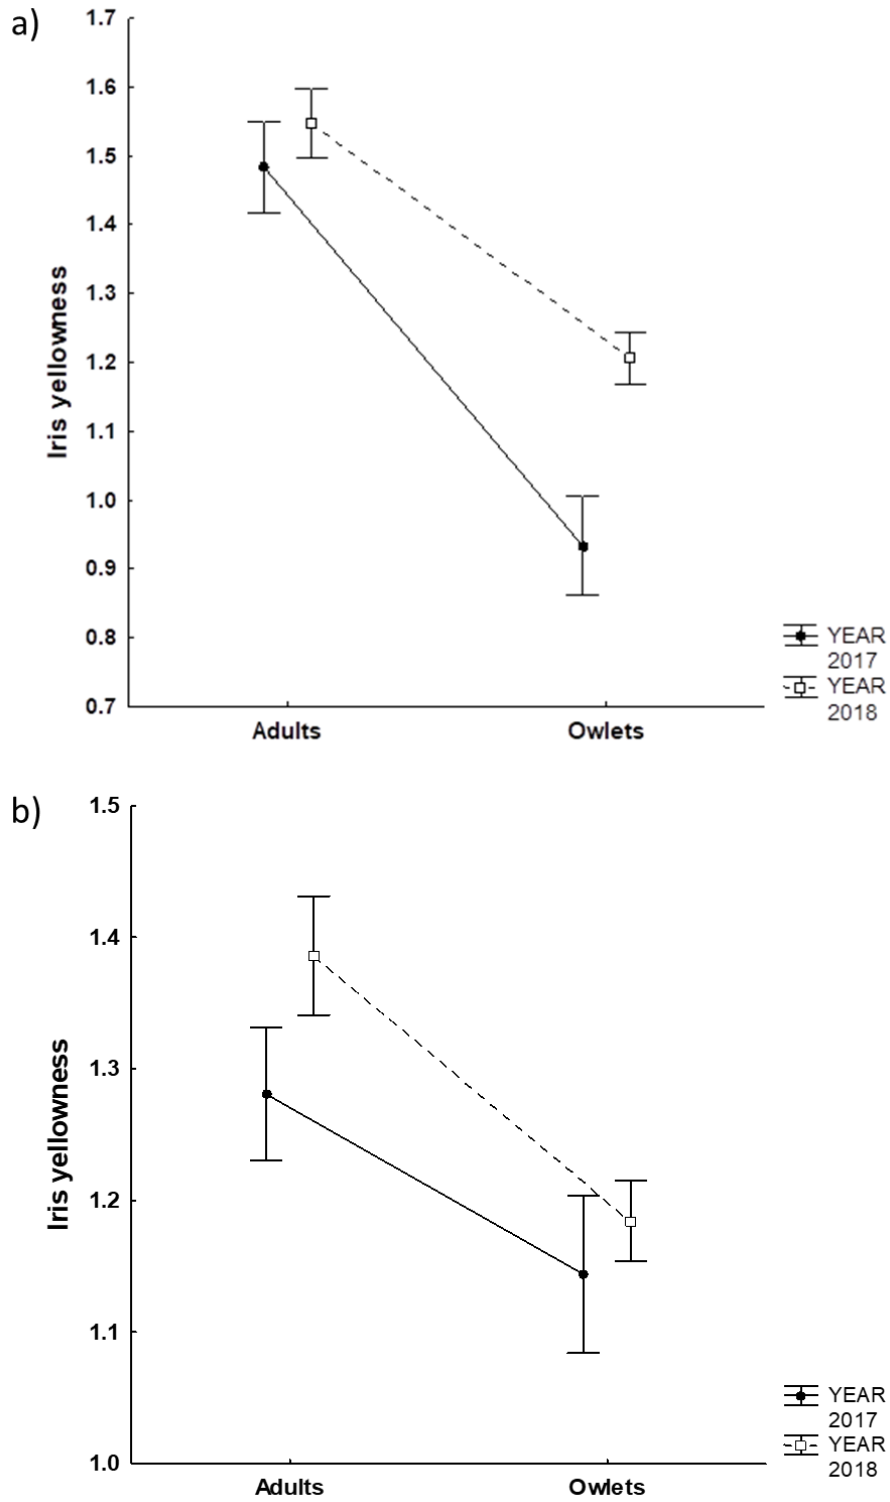 a)
1.7
1.6
1.5
1.4
1.3
1.2
1.1
1.0
0.9
0.8
0.7
Iris yellowness
Adults
Owlets
YEAR
2017
YEAR
2018
b)
1.5
1.4
1.3
1.2
1.1
1.0
Iris yellowness
Adults
Owlets
YEAR
2017
YEAR
2018